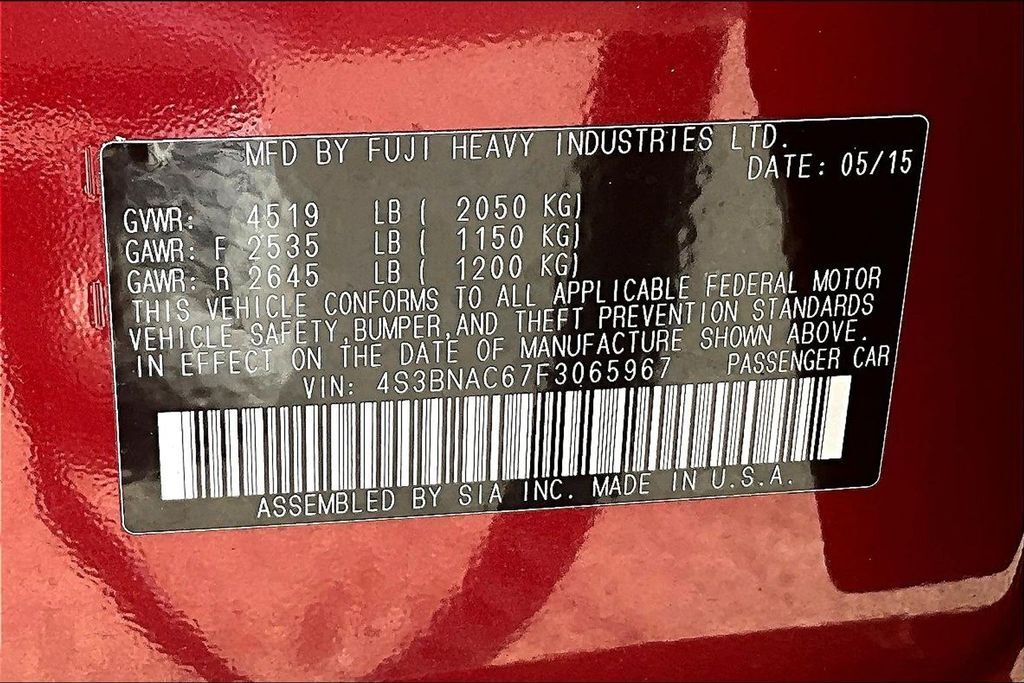 MFD BY FUJI HEAVY INDUSTRIES LTD.
DATE: 05/15
GVWR: 4519 LB ( 2050 KG)
GAWR: F 2535 LB ( 1150 KG)
GAWR: R 2645 LB ( 1200 KG)
THIS VEHICLE CONFORMS TO ALL APPLICABLE FEDERAL MOTOR
VEHICLE SAFETY,BUMPER,AND THEFT PREVENTION STANDARDS
IN EFFECT ON THE DATE OF MANUFACTURE SHOWN ABOVE.
VIN: 4S3BNAC67F3065967 PASSENGER CAR
ASSEMBLED BY SIA INC. MADE IN U.S.A.